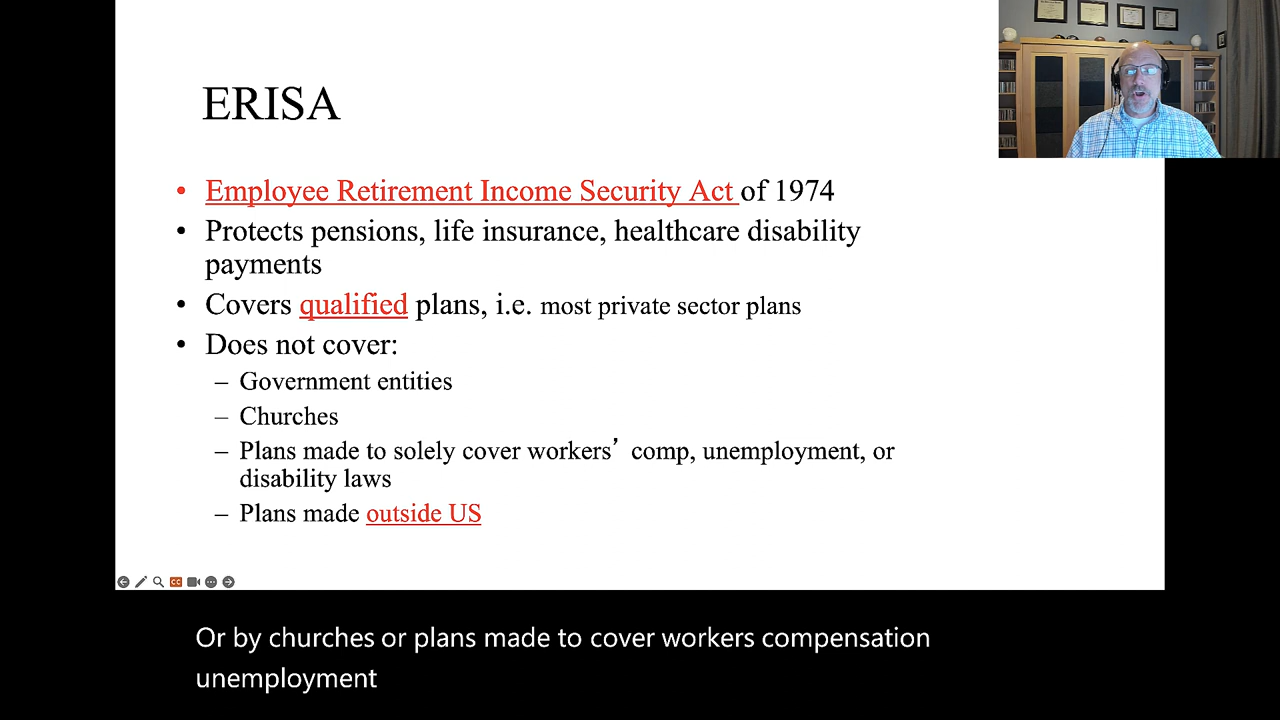 ERISA
• Employee Retirement Income Security Act of 1974
• Protects pensions, life insurance, healthcare disability
payments
• Covers qualified plans, i.e. most private sector plans
• Does not cover:
– Government entities
– Churches
– Plans made to solely cover workers’ comp, unemployment, or
disability laws
– Plans made outside US
CC
Or by churches or plans made to cover workers compensation
unemployment